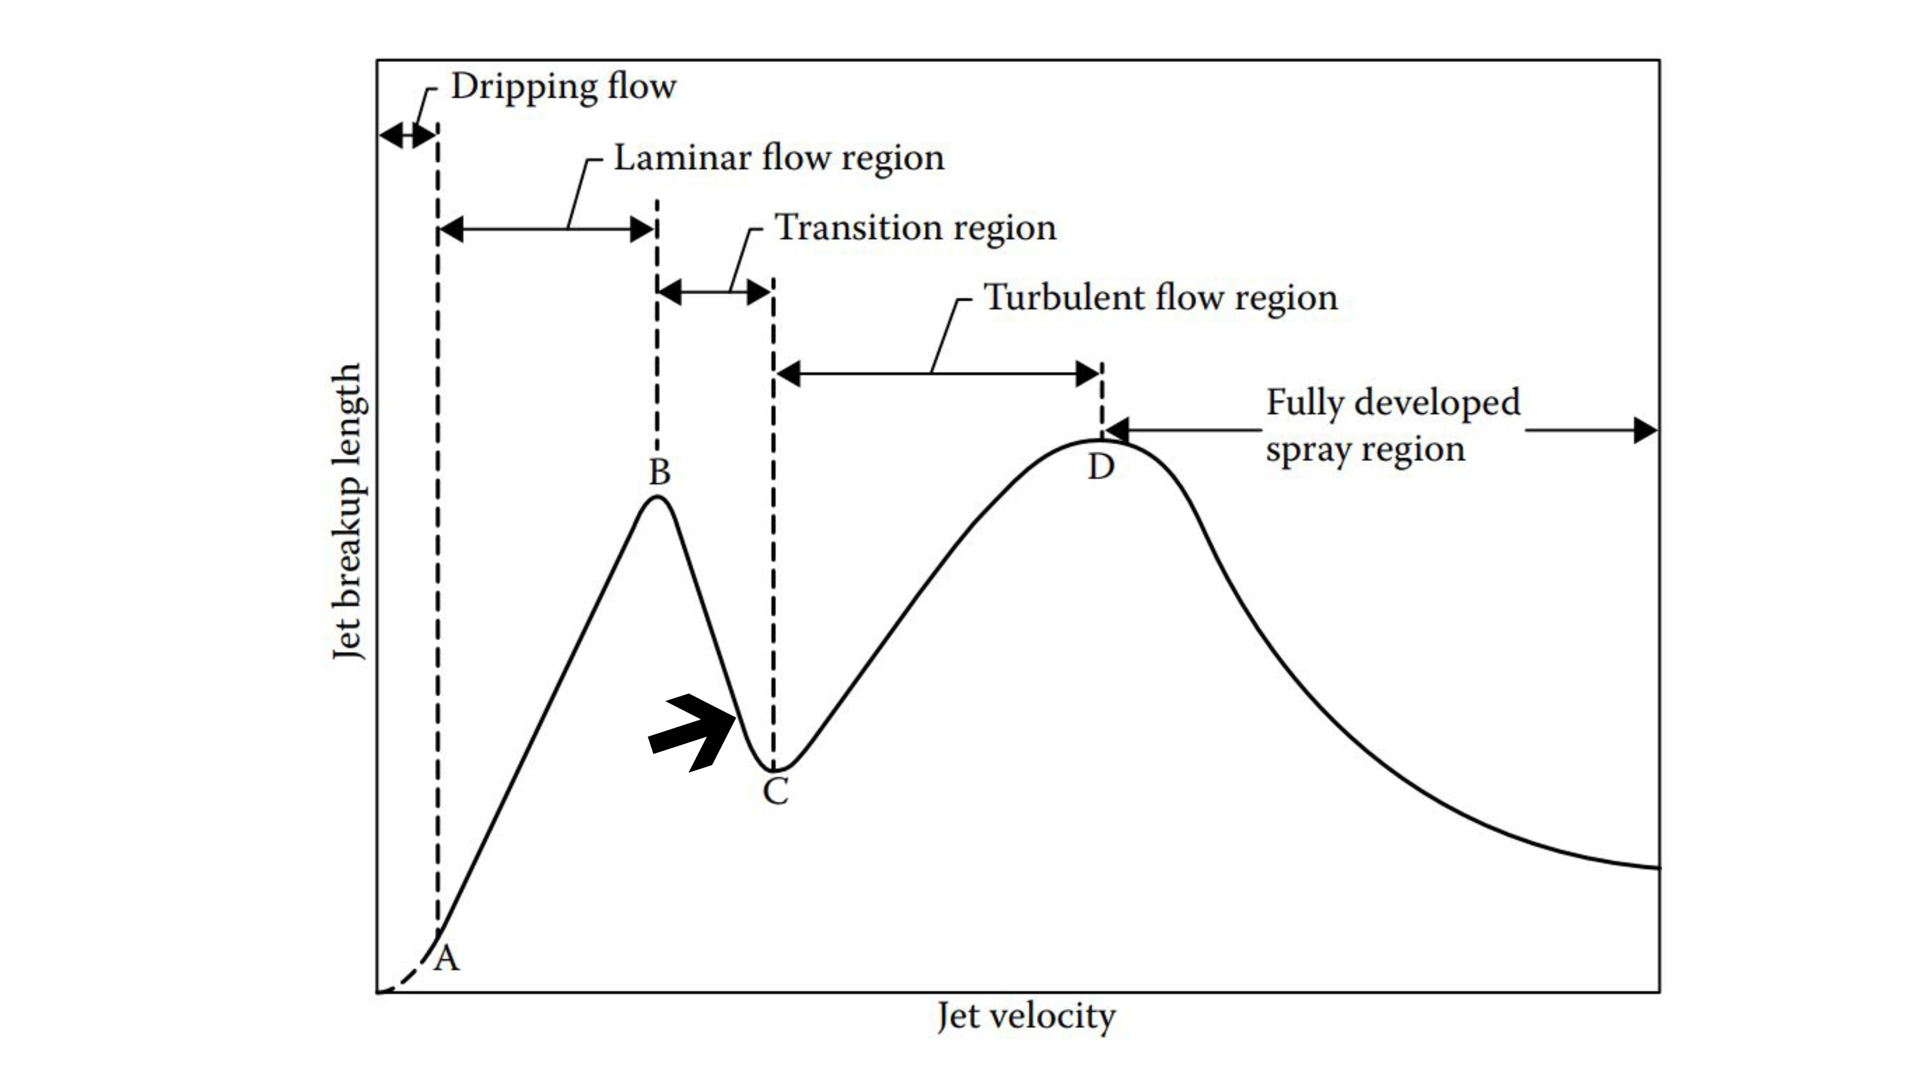 Dripping flow
Laminar flow region
Transition region
Turbulent flow region
Fully developed
spray region
Jet breakup length
B
D
C
A
Jet velocity